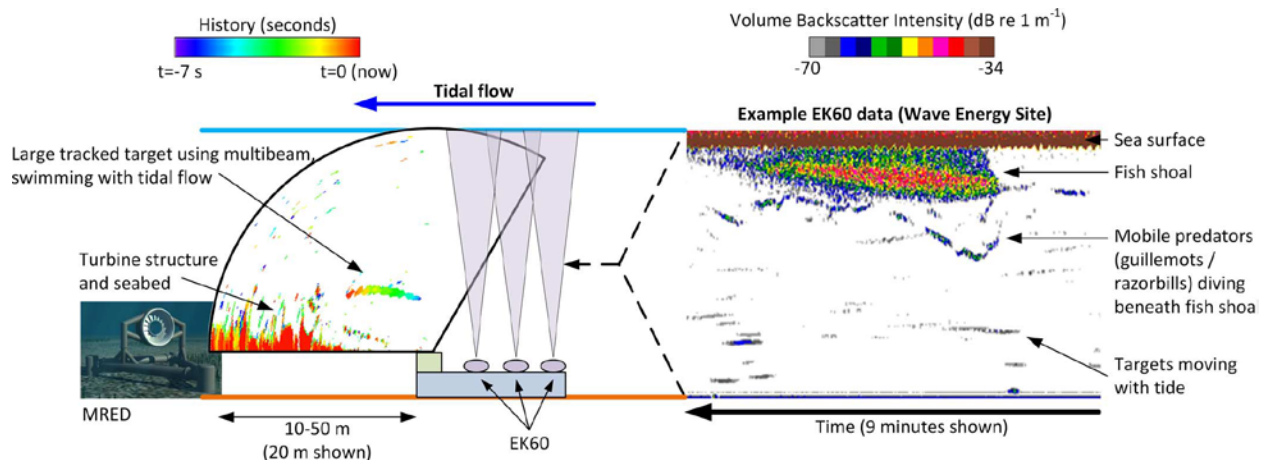 History (seconds)
t=-7 s
t=0 (now)
Volume Backscatter Intensity (dB re 1 m⁻¹)
-70
-34
Tidal flow
Example EK60 data (Wave Energy Site)
Large tracked target using multibeam,
swimming with tidal flow
Turbine structure
and seabed
MRED
10-50 m
(20 m shown)
EK60
Sea surface
Fish shoal
Mobile predators
(guillemots /
razorbills) diving
beneath fish shoal
Targets moving
with tide
Time (9 minutes shown)